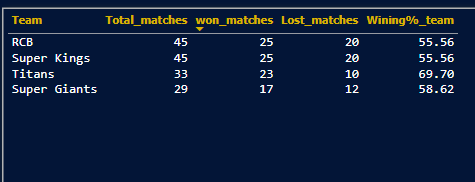 Team Total_matches won_matches Lost_matches Wining%_team
RCB 45 25 20 55.56
Super Kings 45 25 20 55.56
Titans 33 23 10 69.70
Super Giants 29 17 12 58.62